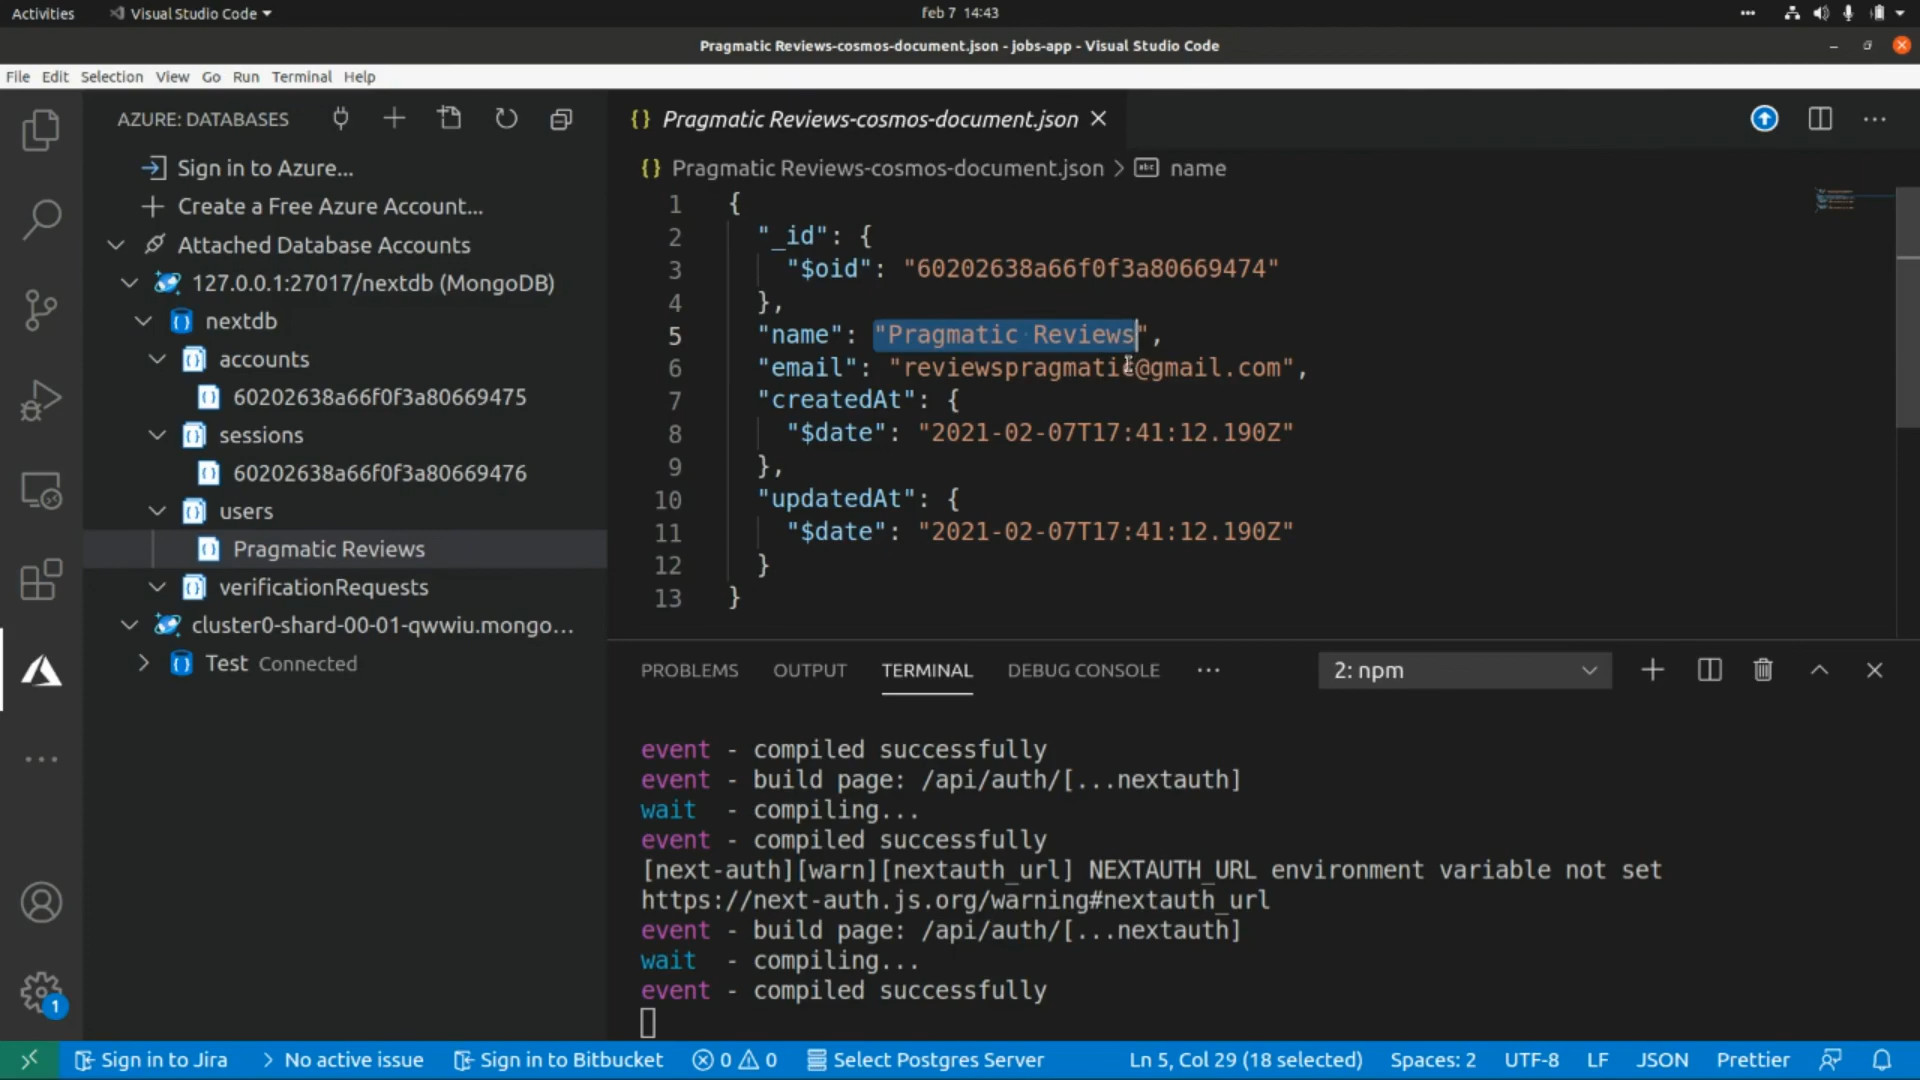 Activities
Visual Studio Code
feb 7 14:43
Pragmatic Reviews-cosmos-document.json - jobs-app - Visual Studio Code
File Edit Selection View Go Run Terminal Help
AZURE: DATABASES
Sign in to Azure...
Create a Free Azure Account...
Attached Database Accounts
127.0.0.1:27017/nextdb (MongoDB)
nextdb
accounts
60202638a66f0f3a80669475
sessions
60202638a66f0f3a80669476
users
Pragmatic Reviews
verificationRequests
cluster0-shard-00-01-qwwiu.mongo...
Test Connected
{} Pragmatic Reviews-cosmos-document.json
{} Pragmatic Reviews-cosmos-document.json > abc name
1 {
2 "_id": {
3 "$oid": "60202638a66f0f3a80669474"
4 },
5 "name": "Pragmatic Reviews",
6 "email": "reviewspragmatic@gmail.com",
7 "createdAt": {
8 "$date": "2021-02-07T17:41:12.190Z"
9 },
10 "updatedAt": {
11 "$date": "2021-02-07T17:41:12.190Z"
12 }
13 }
PROBLEMS OUTPUT TERMINAL DEBUG CONSOLE ... 2: npm
event - compiled successfully
event - build page: /api/auth/[...nextauth]
wait - compiling...
event - compiled successfully
[next-auth][warn][nextauth_url] NEXTAUTH_URL environment variable not set
https://next-auth.js.org/warning#nextauth_url
event - build page: /api/auth/[...nextauth]
wait - compiling...
event - compiled successfully
1
Sign in to Jira > No active issue Sign in to Bitbucket 0 0 Select Postgres Server Ln 5, Col 29 (18 selected) Spaces: 2 UTF-8 LF JSON Prettier